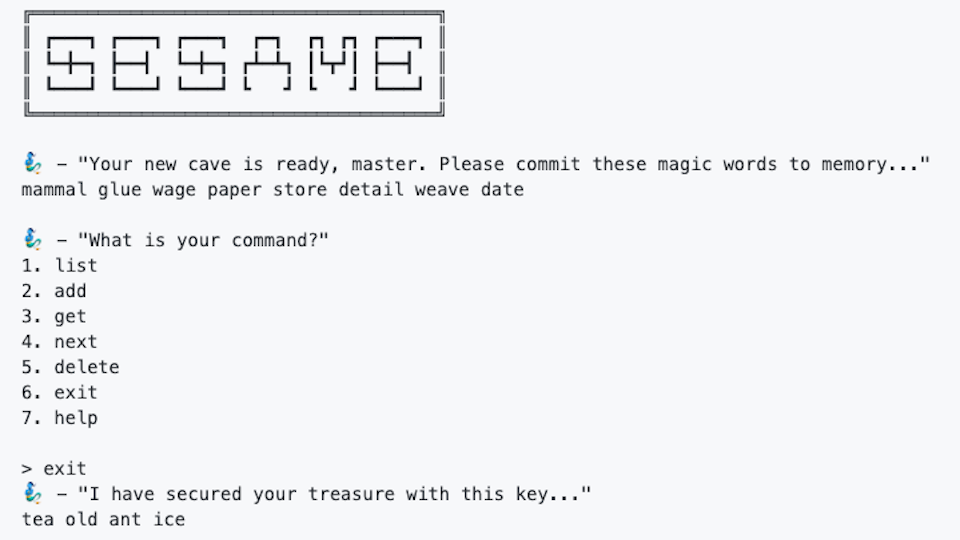 SESAME
🧞 – "Your new cave is ready, master. Please commit these magic words to memory..."
mammal glue wage paper store detail weave date
🧞 – "What is your command?"
1. list
2. add
3. get
4. next
5. delete
6. exit
7. help
> exit
🧞 – "I have secured your treasure with this key..."
tea old ant ice